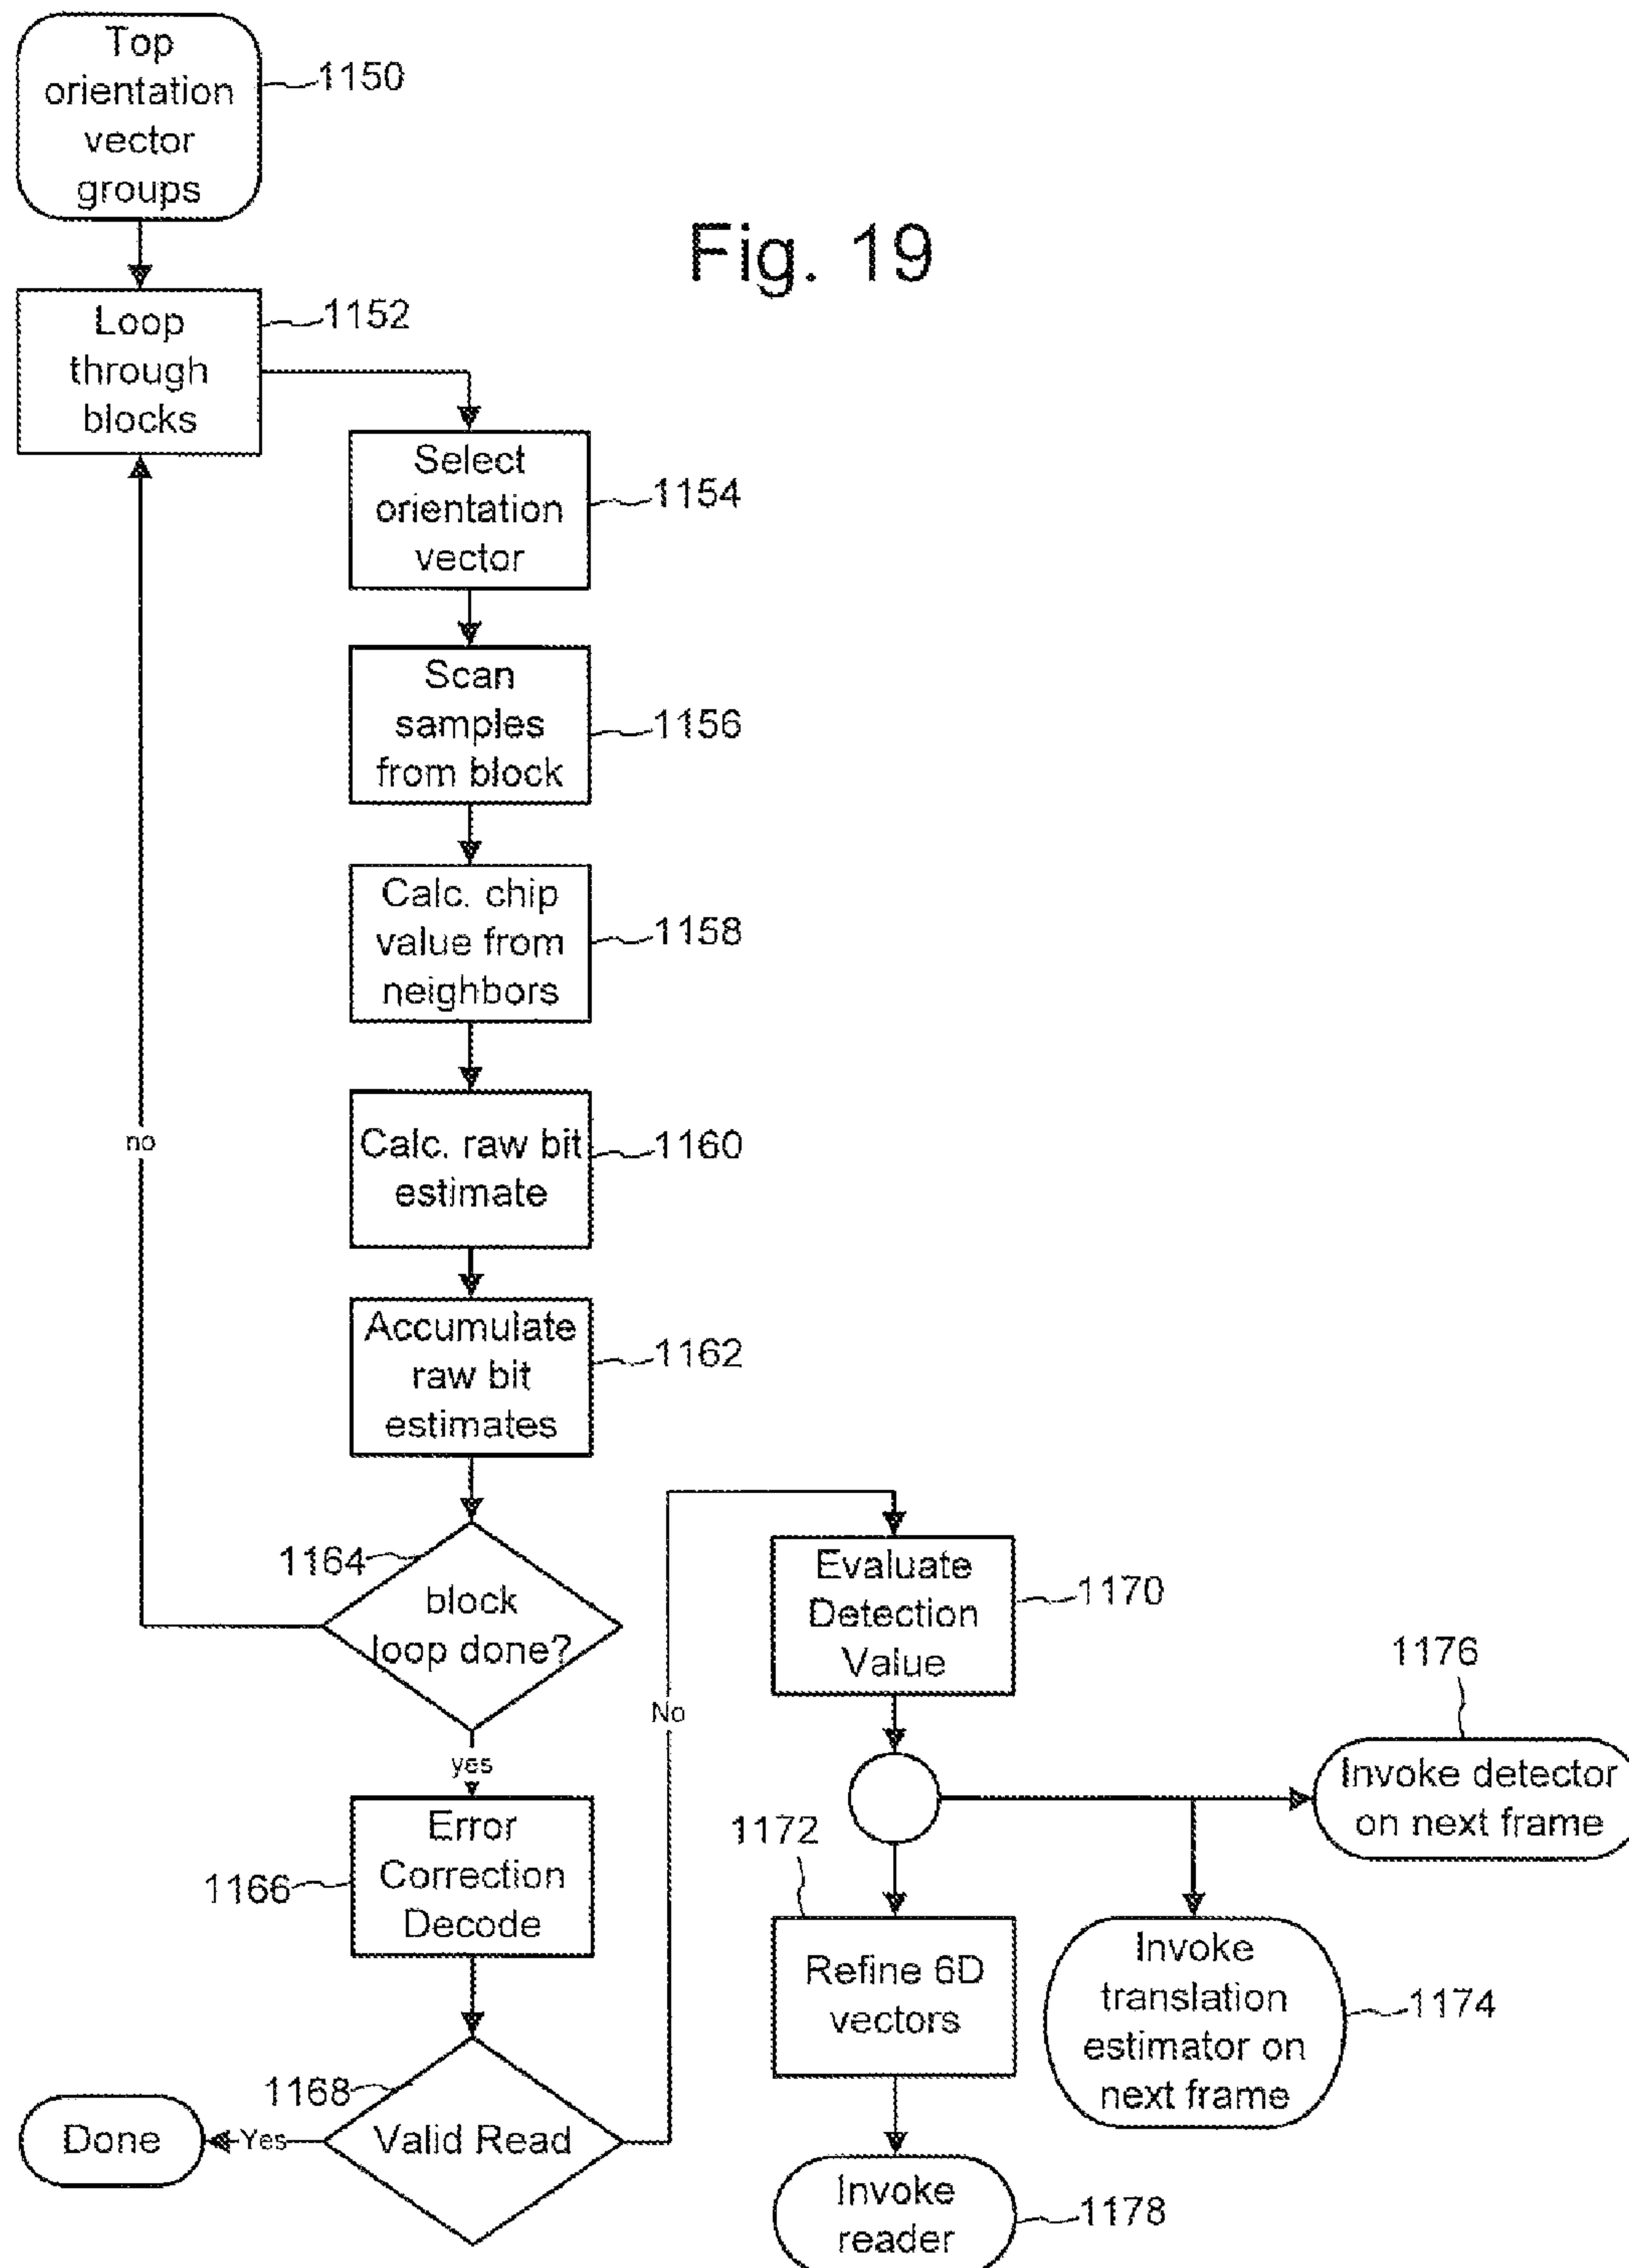 Top
orientation
vector
groups
1150
Fig. 19
Loop
through
blocks
1152
Select
orientation
vector
1154
Scan
samples
from block
1156
Calc. chip
value from
neighbors
1158
no
Calc. raw bit
estimate
1160
Accumulate
raw bit
estimates
1162
1164
block
loop done?
yes
Error
Correction
Decode
1166
1168
Valid Read
Yes
Done
No
Evaluate
Detection
Value
1170
1176
Invoke detector
on next frame
1172
Refine 6D
vectors
Invoke
translation
estimator on
next frame
1174
Invoke
reader
1178